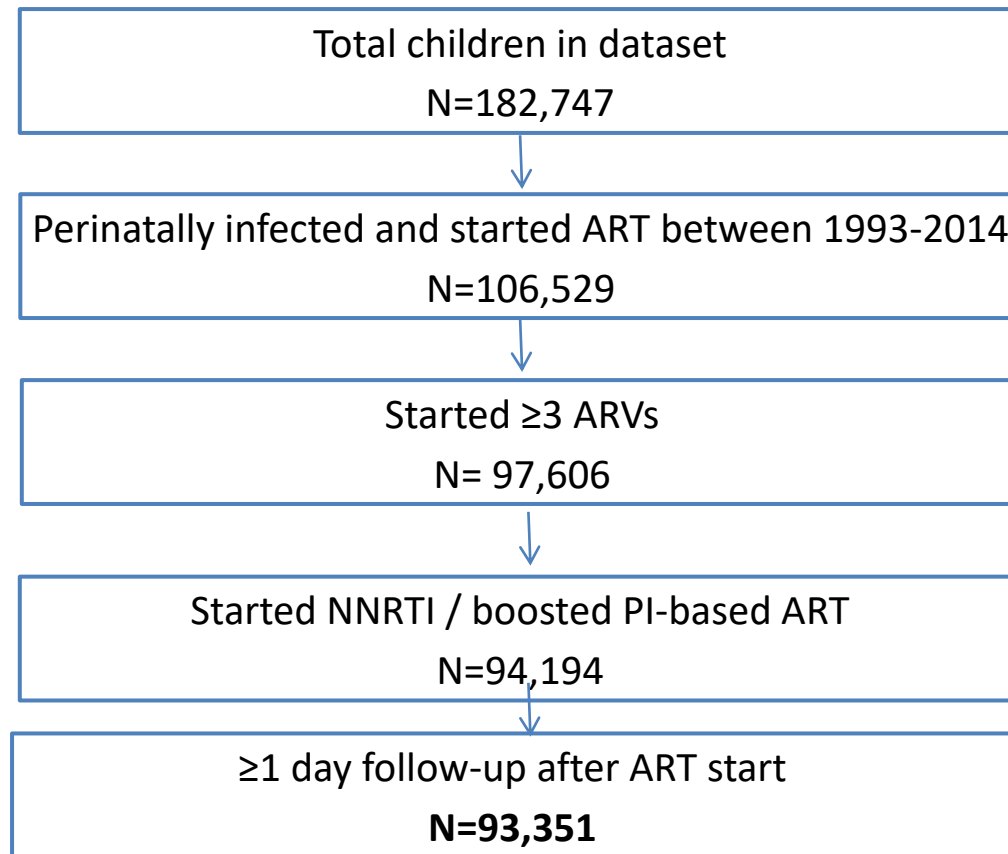 Total children in dataset
N=182,747
Perinatally infected and started ART between 1993-2014
N=106,529
Started ≥3 ARVs
N= 97,606
Started NNRTI / boosted PI-based ART
N=94,194
≥1 day follow-up after ART start
N=93,351